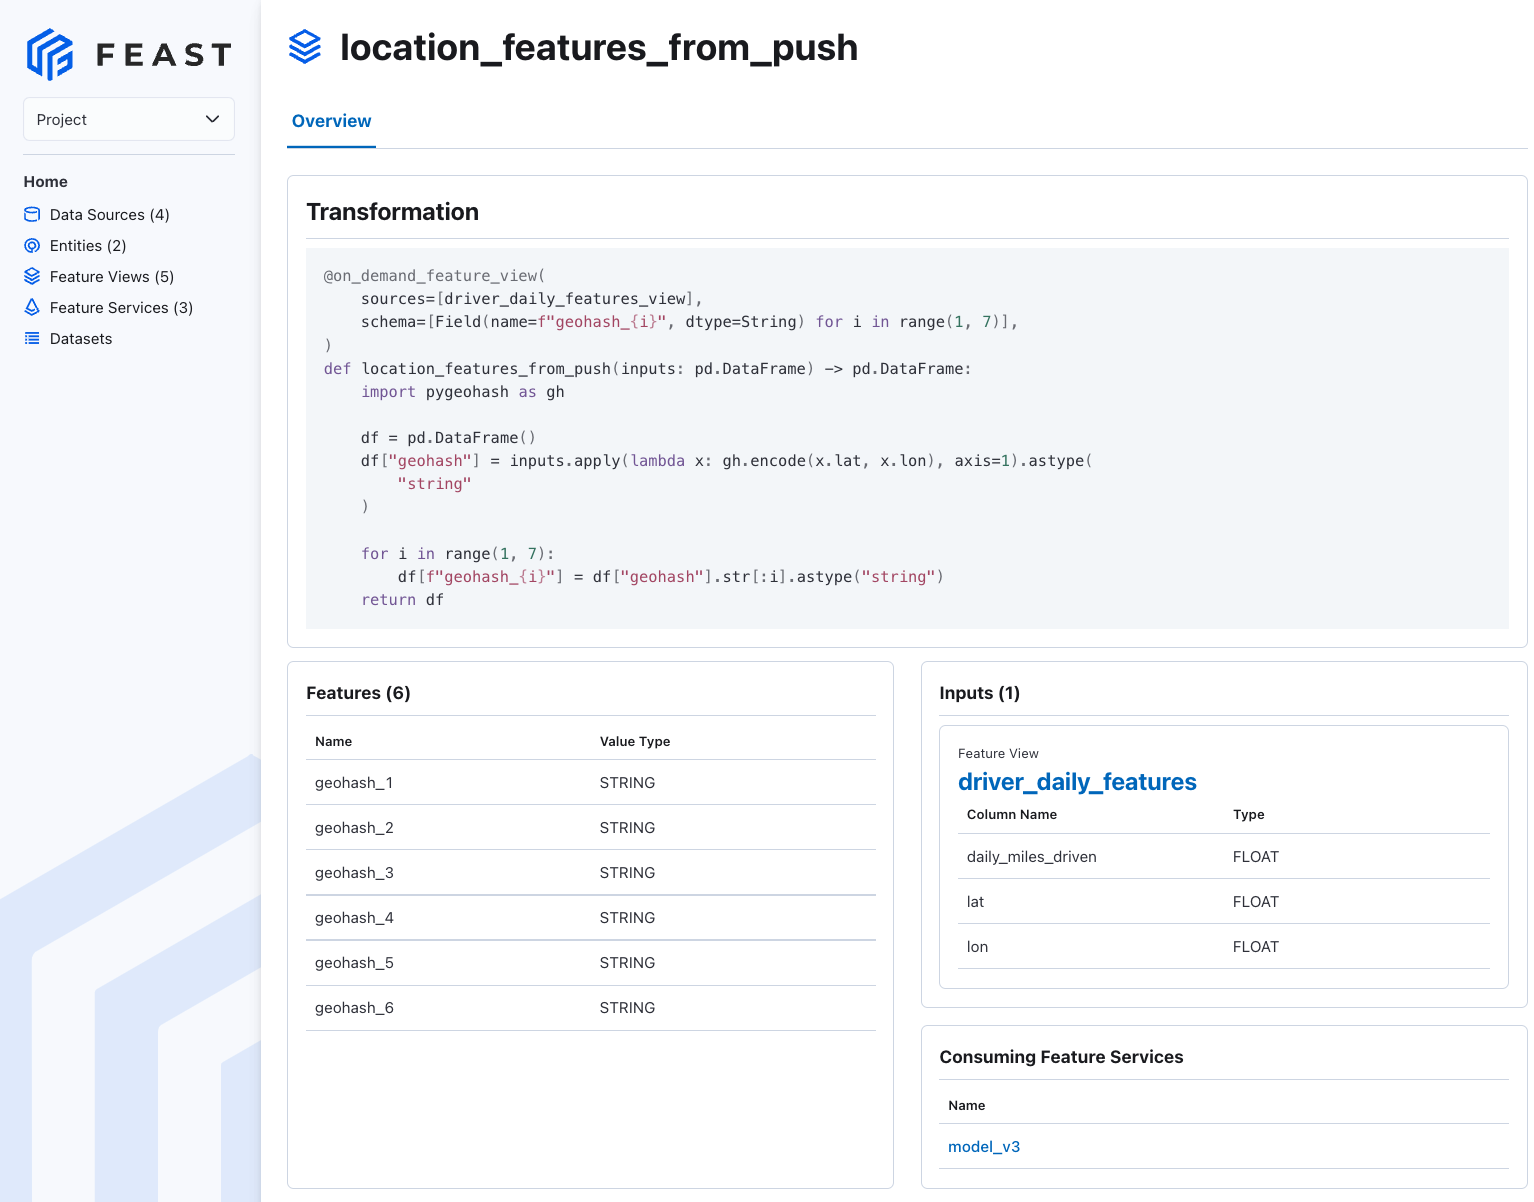 FEAST
Project
Home
Data Sources (4)
Entities (2)
Feature Views (5)
Feature Services (3)
Datasets
location_features_from_push
Overview
Transformation
@on_demand_feature_view(
    sources=[driver_daily_features_view],
    schema=[Field(name=f"geohash_{i}", dtype=String) for i in range(1, 7)],
)
def location_features_from_push(inputs: pd.DataFrame) -> pd.DataFrame:
    import pygeohash as gh

    df = pd.DataFrame()
    df["geohash"] = inputs.apply(lambda x: gh.encode(x.lat, x.lon), axis=1).astype(
        "string"
    )

    for i in range(1, 7):
        df[f"geohash_{i}"] = df["geohash"].str[:i].astype("string")
    return df
Features (6)
Name Value Type
geohash_1 STRING
geohash_2 STRING
geohash_3 STRING
geohash_4 STRING
geohash_5 STRING
geohash_6 STRING
Inputs (1)
Feature View
driver_daily_features
Column Name Type
daily_miles_driven FLOAT
lat FLOAT
lon FLOAT
Consuming Feature Services
Name
model_v3